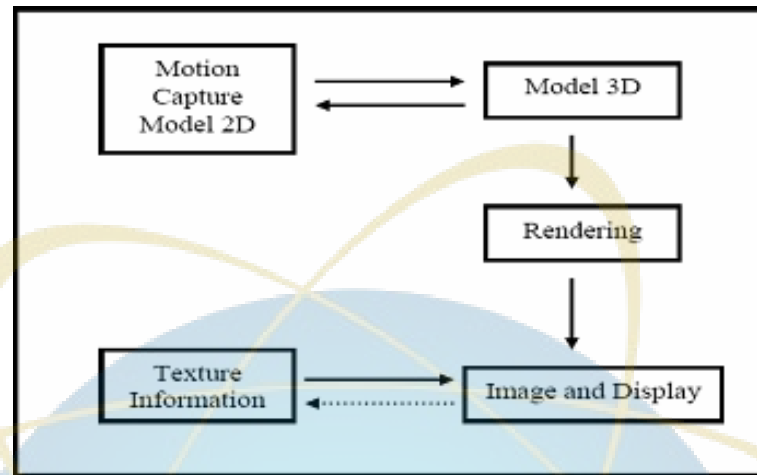 Motion
Capture
Model 2D
Model 3D
Rendering
Texture
Information
Image and Display